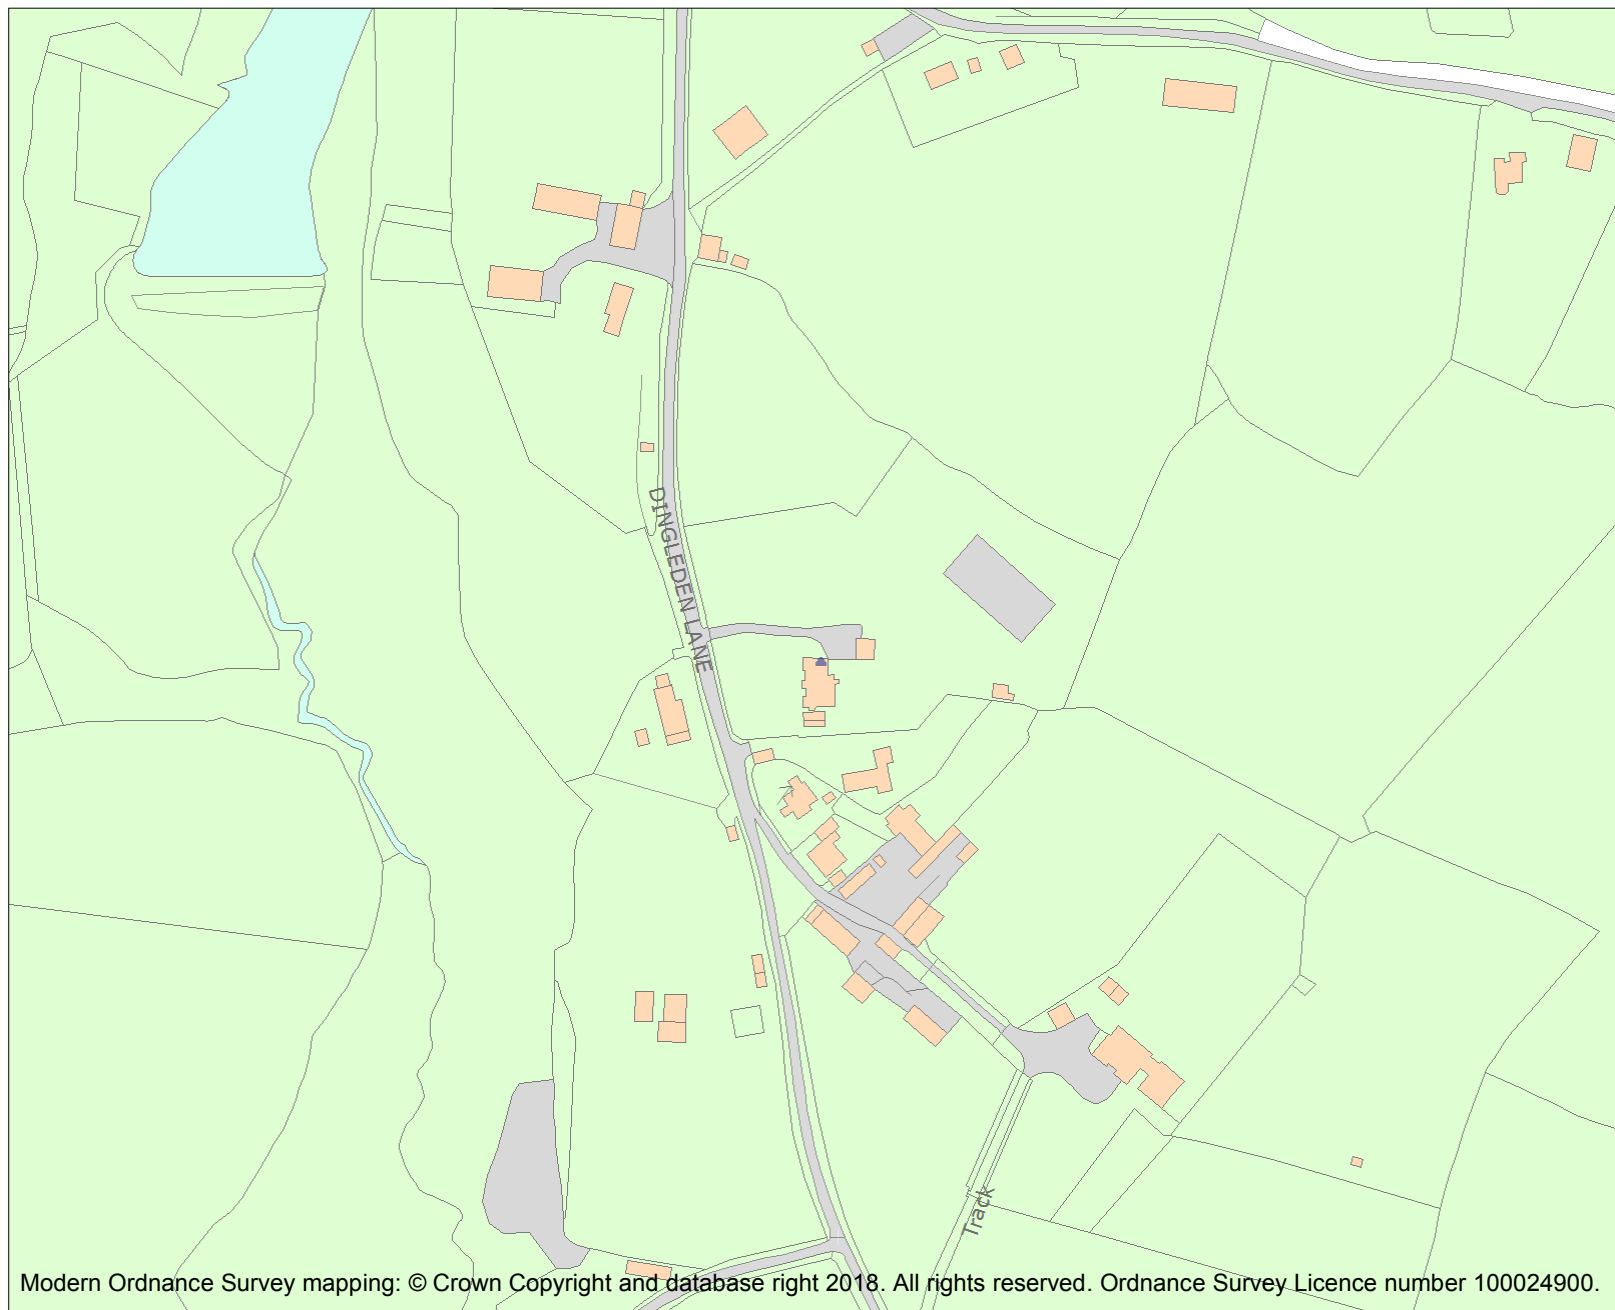 DINGLEDEN LANE
Track
Modern Ordnance Survey mapping: © Crown Copyright and database right 2018. All rights reserved. Ordnance Survey Licence number 100024900.